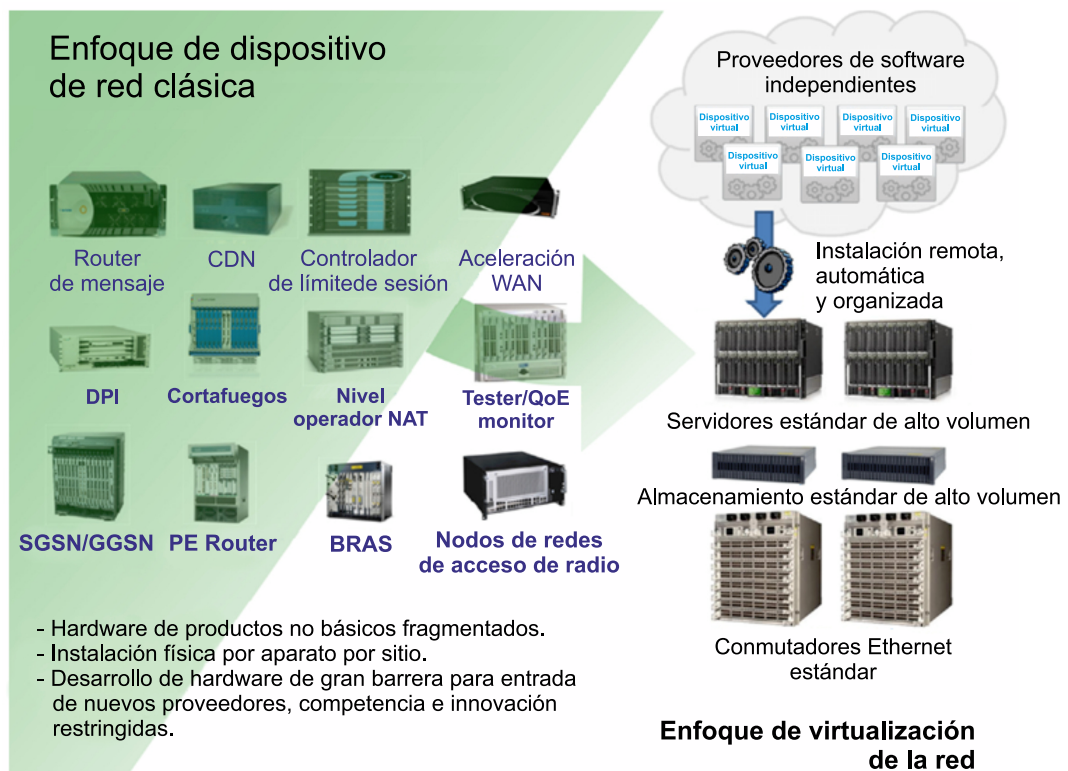 Enfoque de dispositivo
de red clásica
Router
de mensaje
CDN
Controlador
de límitede sesión
Aceleración
WAN
DPI
Cortafuegos
Nivel
operador NAT
Tester/QoE
monitor
SGSN/GGSN
PE Router
BRAS
Nodos de redes
de acceso de radio
- Hardware de productos no básicos fragmentados.
- Instalación física por aparato por sitio.
- Desarrollo de hardware de gran barrera para entrada
de nuevos proveedores, competencia e innovación
restringidas.
Proveedores de software
independientes
Dispositivo
virtual
Dispositivo
virtual
Dispositivo
virtual
Dispositivo
virtual
Dispositivo
virtual
Dispositivo
virtual
Dispositivo
virtual
Instalación remota,
automática
y organizada
Servidores estándar de alto volumen
Almacenamiento estándar de alto volumen
Conmutadores Ethernet
estándar
Enfoque de virtualización
de la red